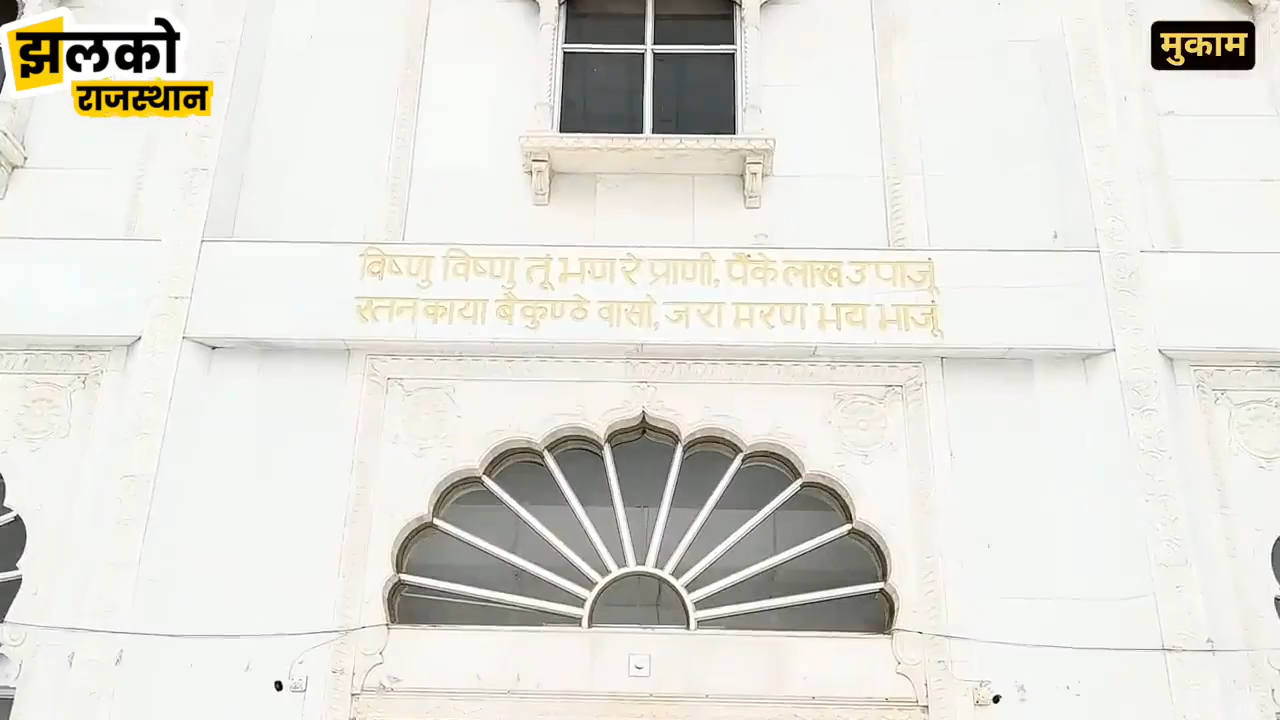 झलको
राजस्थान
मुकाम
विष्णु विष्णु तूं भण रे प्राणी, पैंके लाख उपाजूं
रतन काया बैकुण्ठे वासो, जरा मरण भय भाजूं